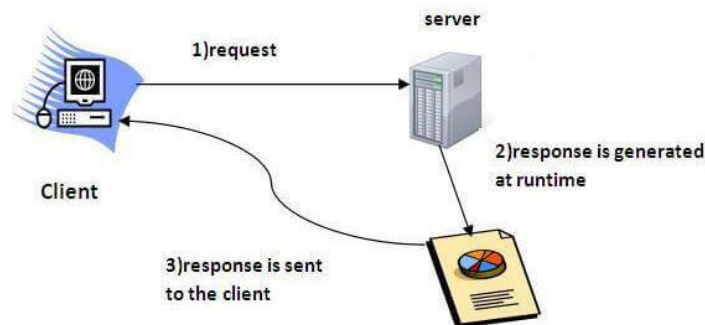 server
1)request
Client
2)response is generated
at runtime
3)response is sent
to the client